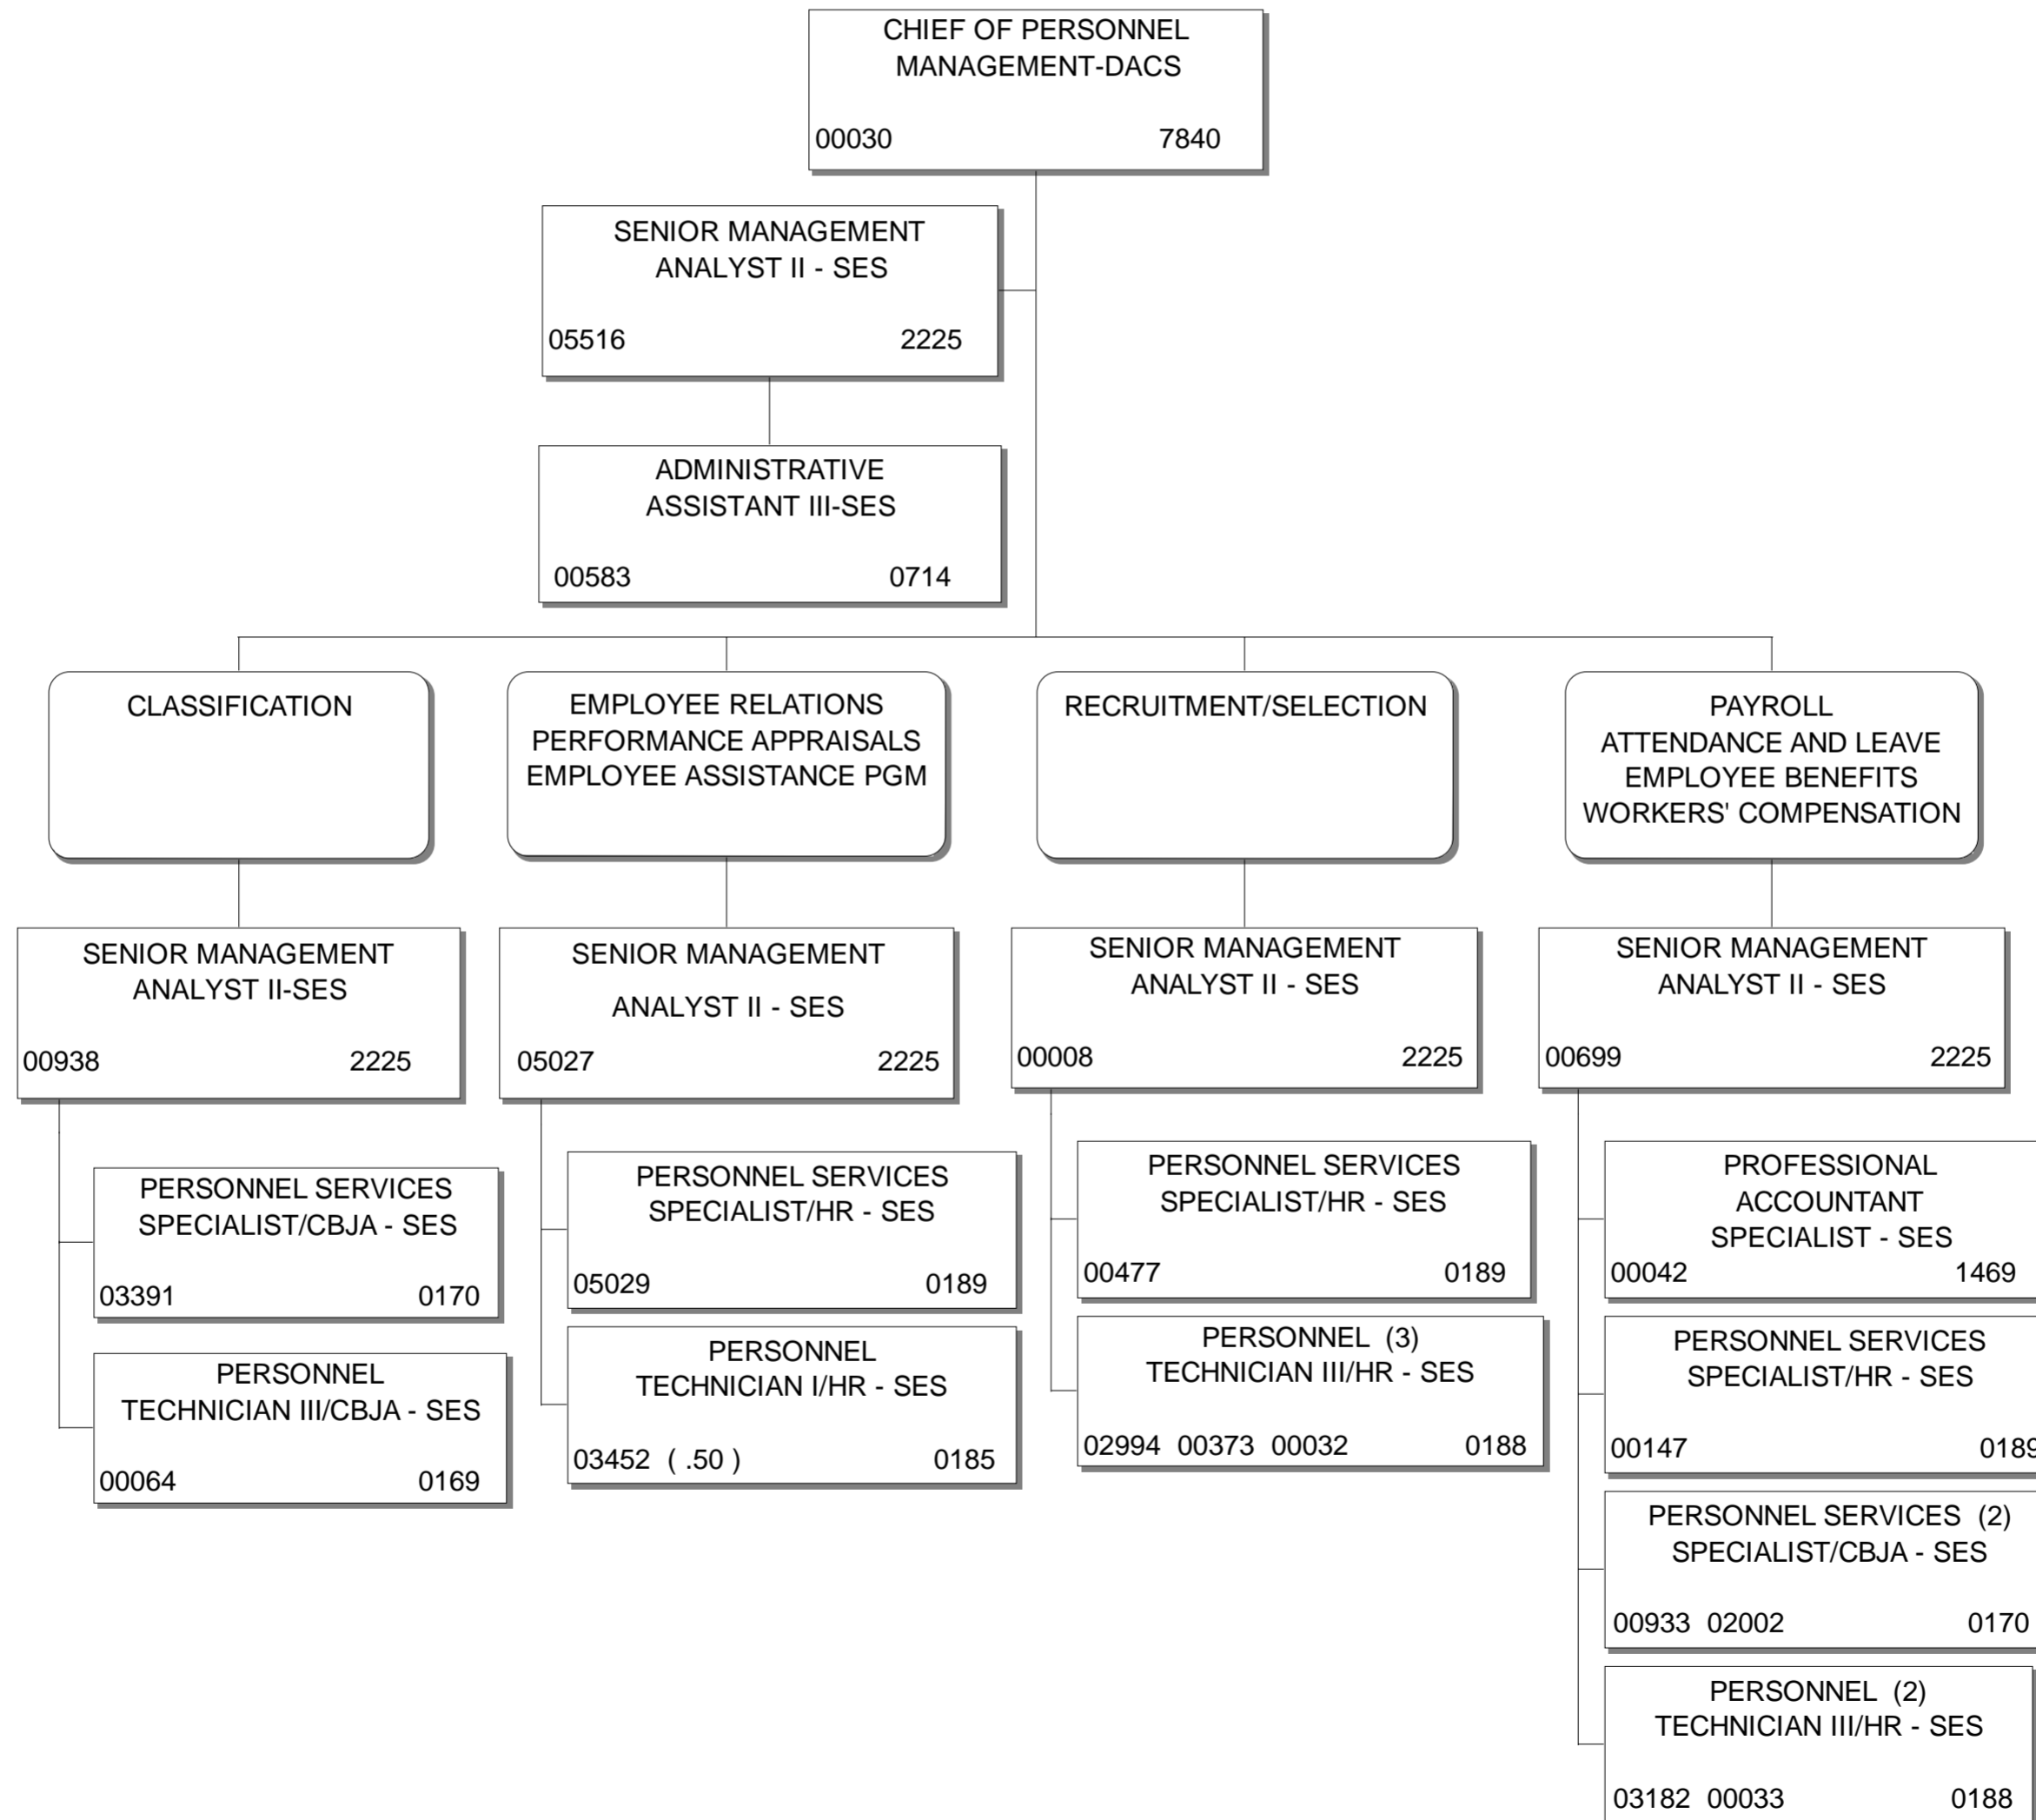 CHIEF OF PERSONNEL
MANAGEMENT-DACS
00030 7840
SENIOR MANAGEMENT
ANALYST II - SES
05516 2225
ADMINISTRATIVE
ASSISTANT III-SES
00583 0714
CLASSIFICATION
EMPLOYEE RELATIONS
PERFORMANCE APPRAISALS
EMPLOYEE ASSISTANCE PGM
RECRUITMENT/SELECTION
PAYROLL
ATTENDANCE AND LEAVE
EMPLOYEE BENEFITS
WORKERS' COMPENSATION
SENIOR MANAGEMENT
ANALYST II-SES
00938 2225
SENIOR MANAGEMENT
ANALYST II - SES
05027 2225
SENIOR MANAGEMENT
ANALYST II - SES
00008 2225
SENIOR MANAGEMENT
ANALYST II - SES
00699 2225
PERSONNEL SERVICES
SPECIALIST/CBJA - SES
03391 0170
PERSONNEL
TECHNICIAN III/CBJA - SES
00064 0169
PERSONNEL SERVICES
SPECIALIST/HR - SES
05029 0189
PERSONNEL
TECHNICIAN I/HR - SES
03452 ( .50 ) 0185
PERSONNEL SERVICES
SPECIALIST/HR - SES
00477 0189
PERSONNEL (3)
TECHNICIAN III/HR - SES
02994 00373 00032 0188
PROFESSIONAL
ACCOUNTANT
SPECIALIST - SES
00042 1469
PERSONNEL SERVICES
SPECIALIST/HR - SES
00147 0189
PERSONNEL SERVICES (2)
SPECIALIST/CBJA - SES
00933 02002 0170
PERSONNEL (2)
TECHNICIAN III/HR - SES
03182 00033 0188